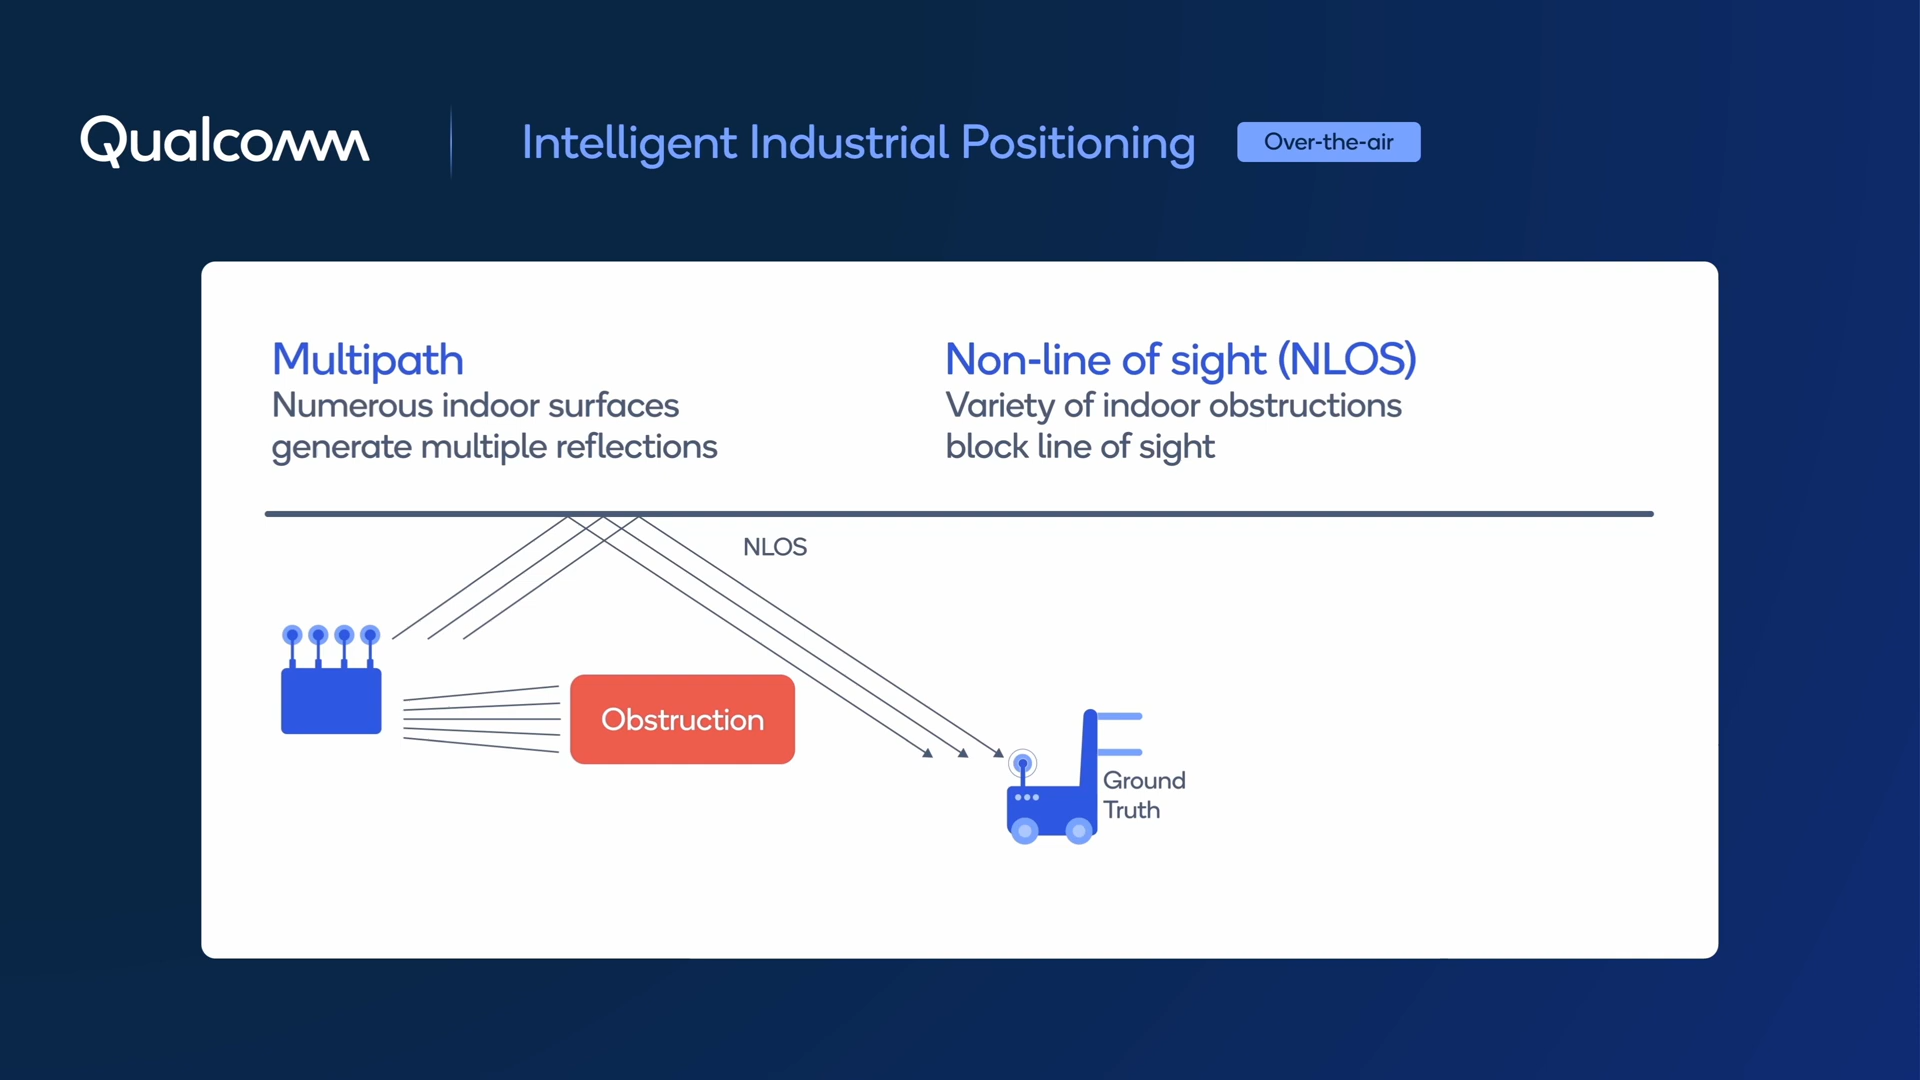 Qualcomm
Intelligent Industrial Positioning
Over-the-air
Multipath
Numerous indoor surfaces
generate multiple reflections
Non-line of sight (NLOS)
Variety of indoor obstructions
block line of sight
NLOS
Obstruction
Ground
Truth